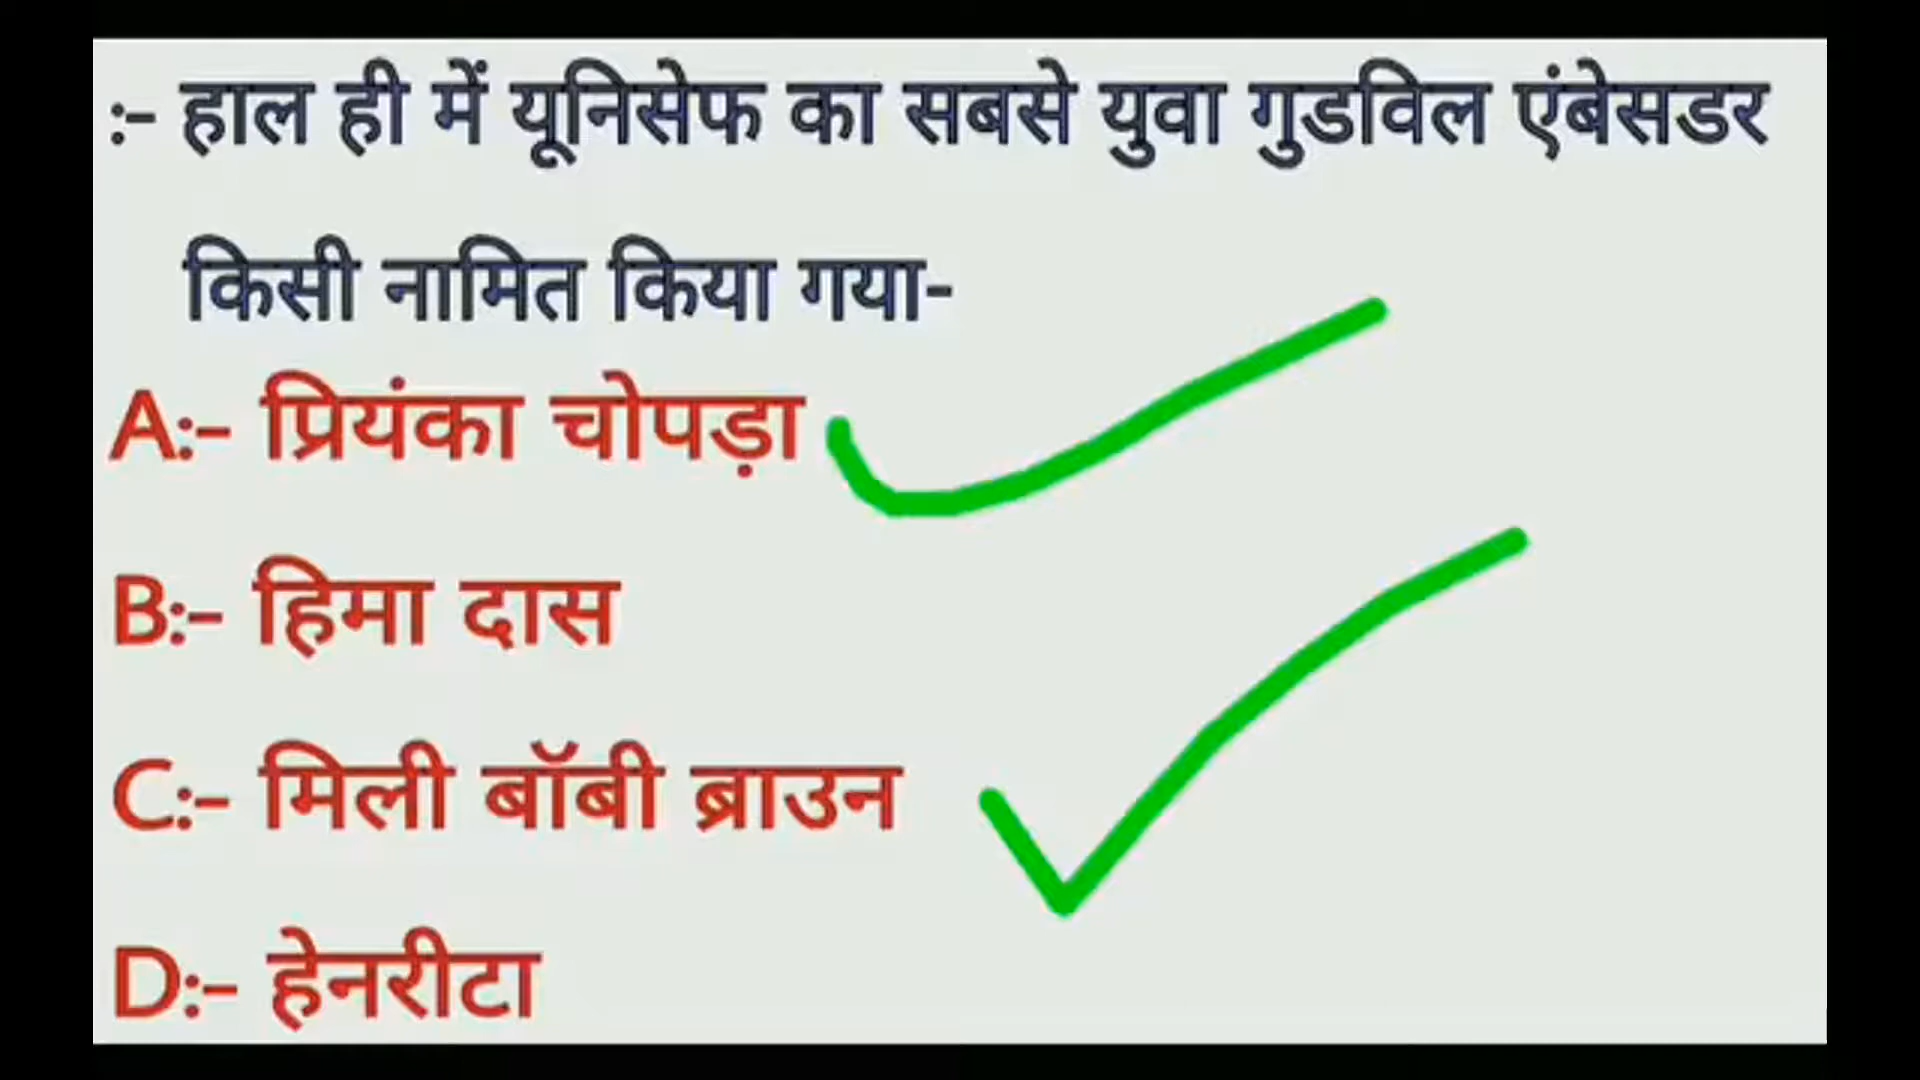 :- हाल ही में यूनिसेफ का सबसे युवा गुडविल एंबेसडर
किसी नामित किया गया-
A:- प्रियंका चोपड़ा
B:- हिमा दास
C:- मिली बॉबी ब्राउन
D:- हेनरीटा